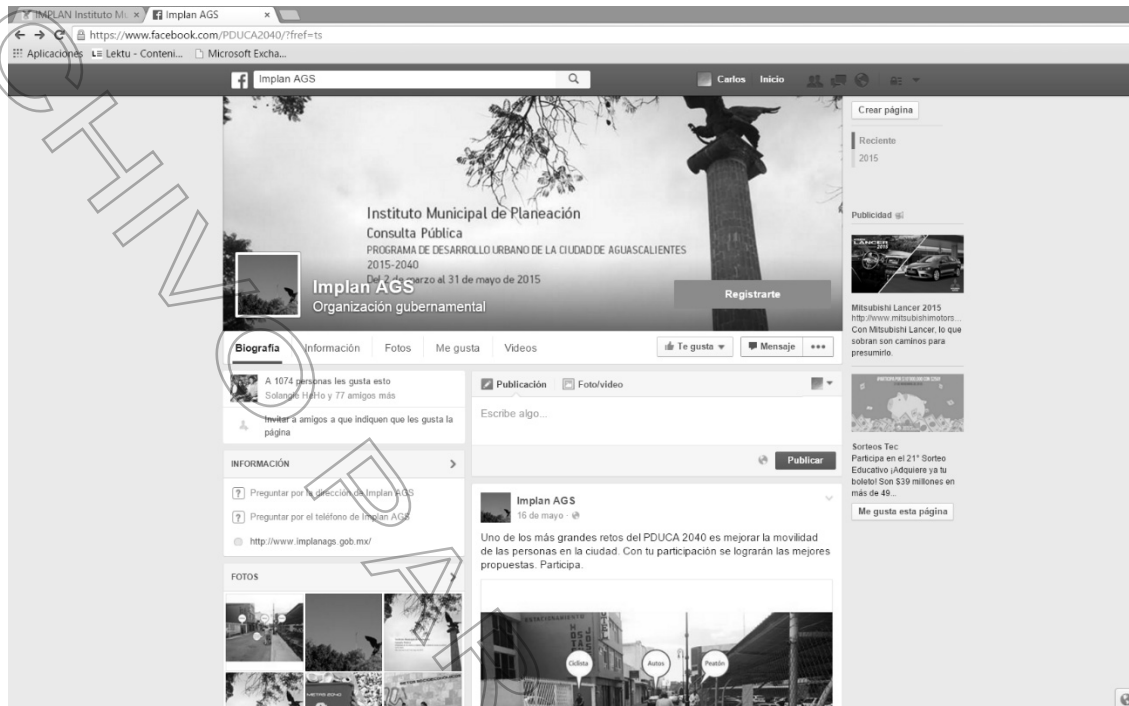 IMPLAN Instituto Mu
Implan AGS
https://www.facebook.com/PDUCA2040/?fref=ts
Aplicaciones
Lektu - Conteni...
Microsoft Excha...
Implan AGS
Carlos
Inicio
Instituto Municipal de Planeación
Consulta Pública
PROGRAMA DE DESARROLLO URBANO DE LA CIUDAD DE AGUASCALIENTES
2015-2040
Del 2 de marzo al 31 de mayo de 2015
Implan AGS
Organización gubernamental
Registrarte
Biografía
Información
Fotos
Me gusta
Videos
Te gusta
Mensaje
A 1074 personas les gusta esto
Solangie HeHo y 77 amigos más
Invitar a amigos a que indiquen que les gusta la
página
INFORMACIÓN
Preguntar por la dirección de Implan AGS
Preguntar por el teléfono de Implan AGS
http://www.implanags.gob.mx/
FOTOS
METAS 2040
Publicación
Foto/video
Escribe algo...
Publicar
Implan AGS
16 de mayo ·
Uno de los más grandes retos del PDUCA 2040 es mejorar la movilidad
de las personas en la ciudad. Con tu participación se lograrán las mejores
propuestas. Participa.
ESTACIONAMIENTO
Ciclista
Autos
Peatón
Crear página
Reciente
2015
Publicidad
LANCER
2015
Mitsubishi Lancer 2015
http://www.mitsubishimotors...
Con Mitsubishi Lancer, lo que
sobran son caminos para
presumirlo.
Sorteos Tec
Participa en el 21° Sorteo
Educativo ¡Adquiere ya tu
boleto! Son $39 millones en
más de 49...
Me gusta esta página